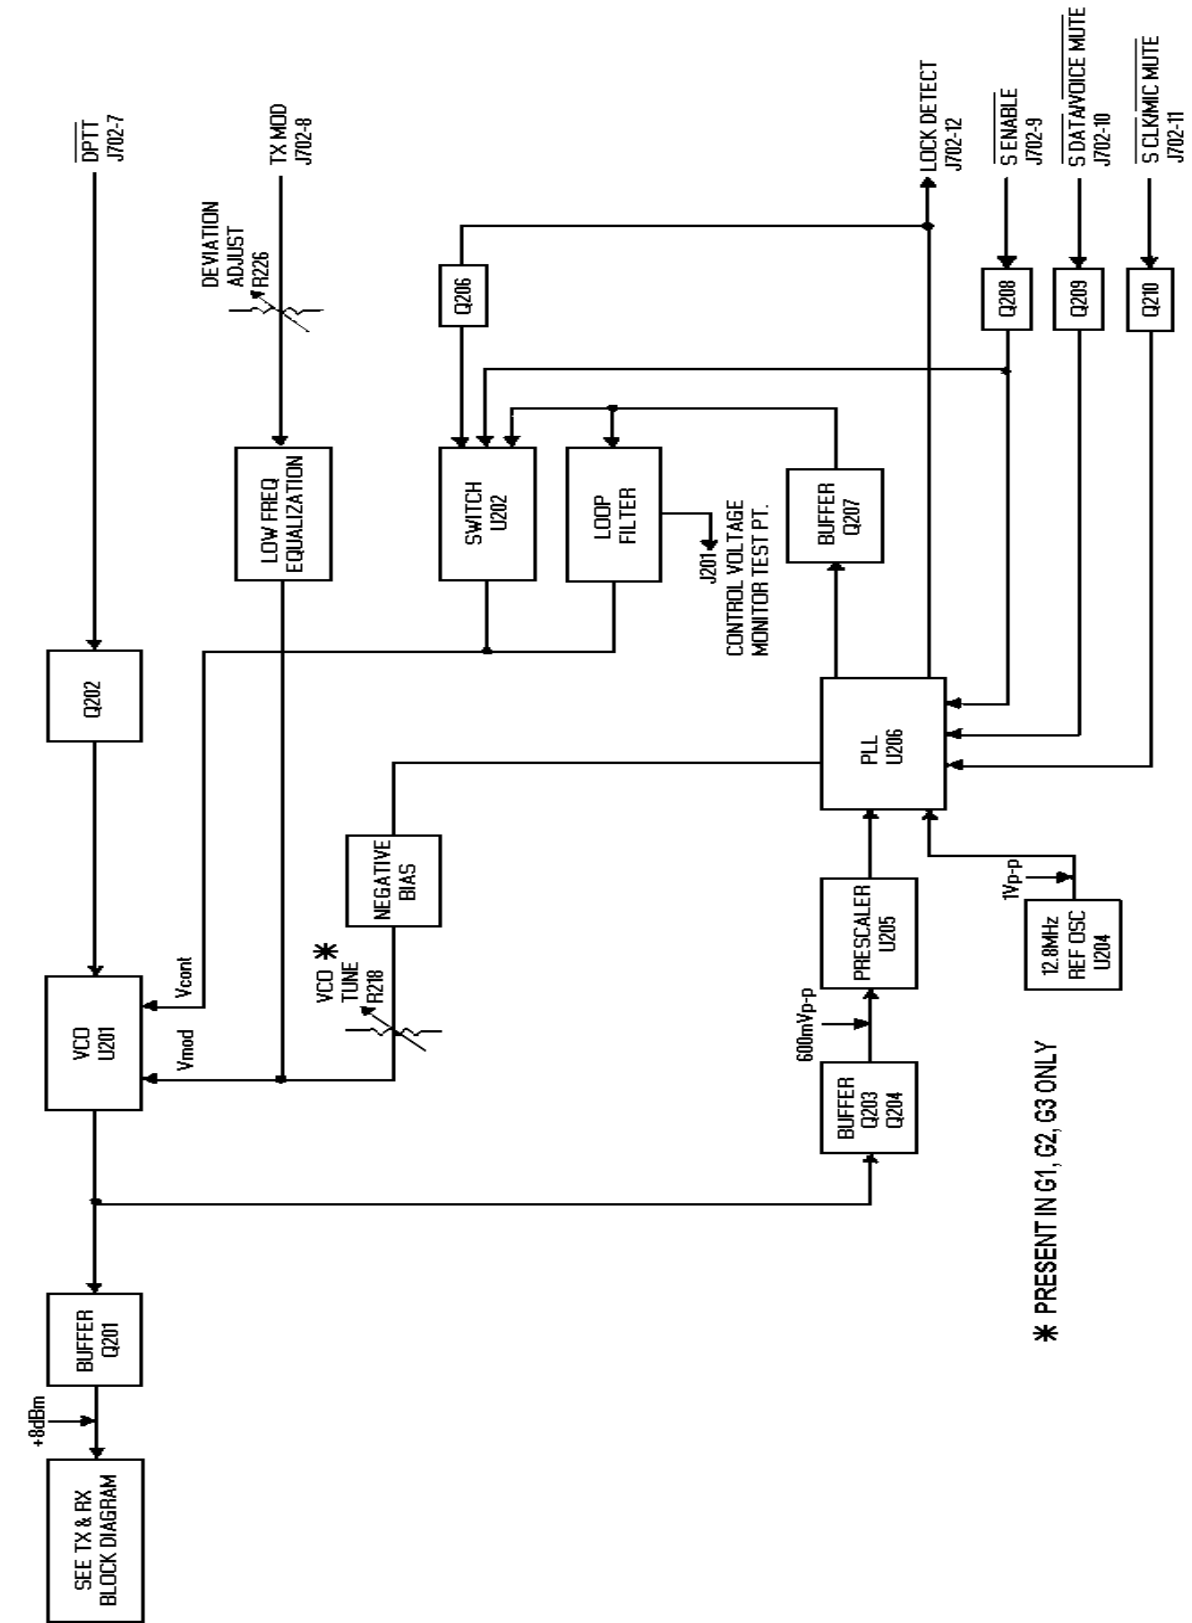 SEE TX & RX
BLOCK DIAGRAM
+8dBm
BUFFER
Q201
VCO
U201
Vmod
Vcont
Q202
DPTT
J702-7
LOW FREQ
EQUALIZATION
DEVIATION
ADJUST
R226
TX MOD
J702-8
VCO *
TUNE
R218
NEGATIVE
BIAS
SWITCH
U202
Q206
LOOP
FILTER
J201
CONTROL VOLTAGE
MONITOR TEST PT.
BUFFER
Q203
Q204
600mVp-p
PRESCALER
U205
PLL
U206
BUFFER
Q207
LOCK DETECT
J702-12
12.8MHz
REF OSC
U204
1Vp-p
Q208
S ENABLE
J702-9
Q209
S DATA/VOICE MUTE
J702-10
Q210
S CLK/MIC MUTE
J702-11
* PRESENT IN G1, G2, G3 ONLY